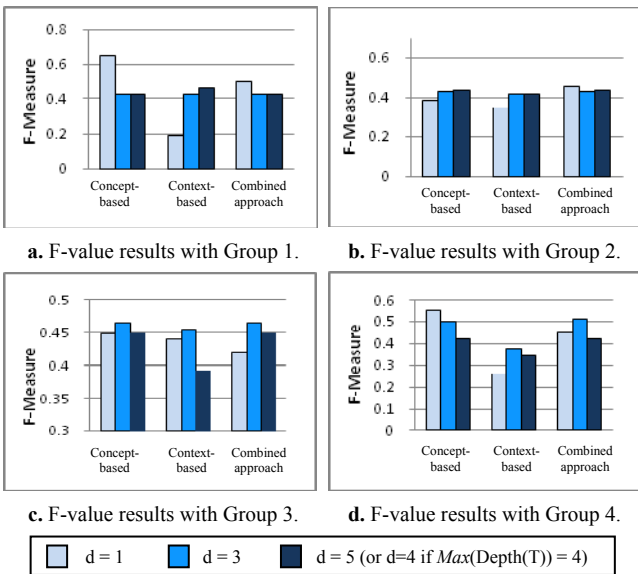 0.8
0.6
0.4
0.2
0
F-Measure
Concept-based
Context-based
Combined approach
a. F-value results with Group 1.
0.6
0.4
0.2
0
F-Measure
Concept-based
Context-based
Combined approach
b. F-value results with Group 2.
0.5
0.45
0.4
0.35
0.3
F-Measure
Concept-based
Context-based
Combined approach
c. F-value results with Group 3.
0.6
0.5
0.4
0.3
0.2
0.1
0
F-Measure
Concept-based
Context-based
Combined approach
d. F-value results with Group 4.
d = 1
d = 3
d = 5 (or d=4 if Max(Depth(T)) = 4)